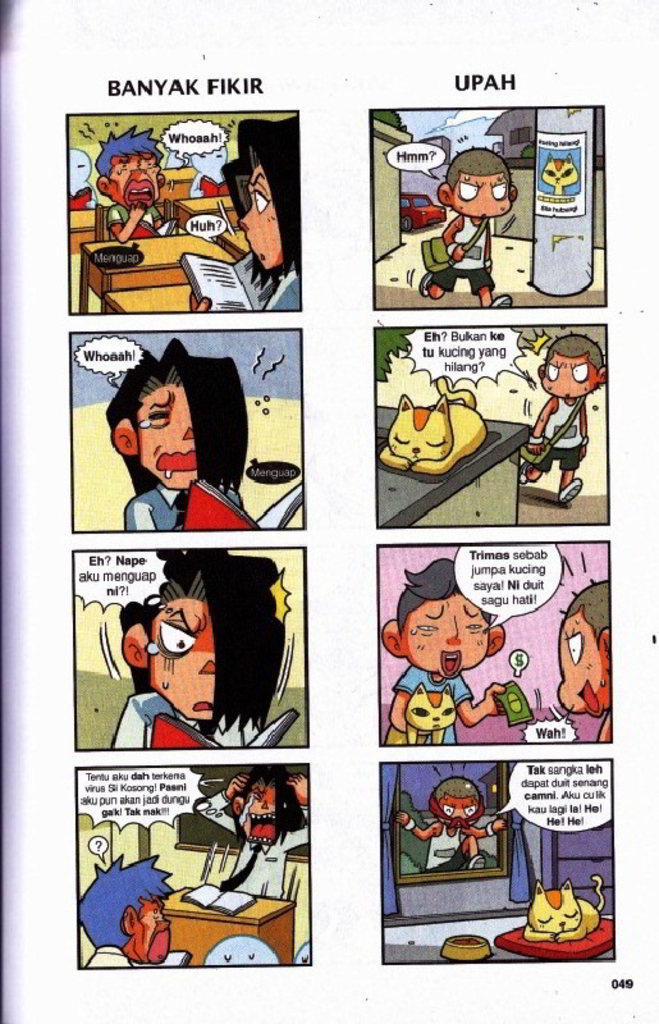 BANYAK FIKIR
Whoaah!
Huh?
Menguap
Whoaah!
Menguap
Eh? Nape
aku menguap
ni?!
Tentu aku dah terkena
virus Sii Kosong! Pasni
aku pun akan jadi dungu
gak! Tak nak!!!
?
UPAH
Hmm?
kucing hilang!
Sila hubungi
Eh? Bukan ke
tu kucing yang
hilang?
Trimas sebab
jumpa kucing
saya! Ni duit
sagu hati!
$
Wah!
Tak sangka leh
dapat duit senang
camni. Aku culik
kau lagi la! He!
He! He!
049